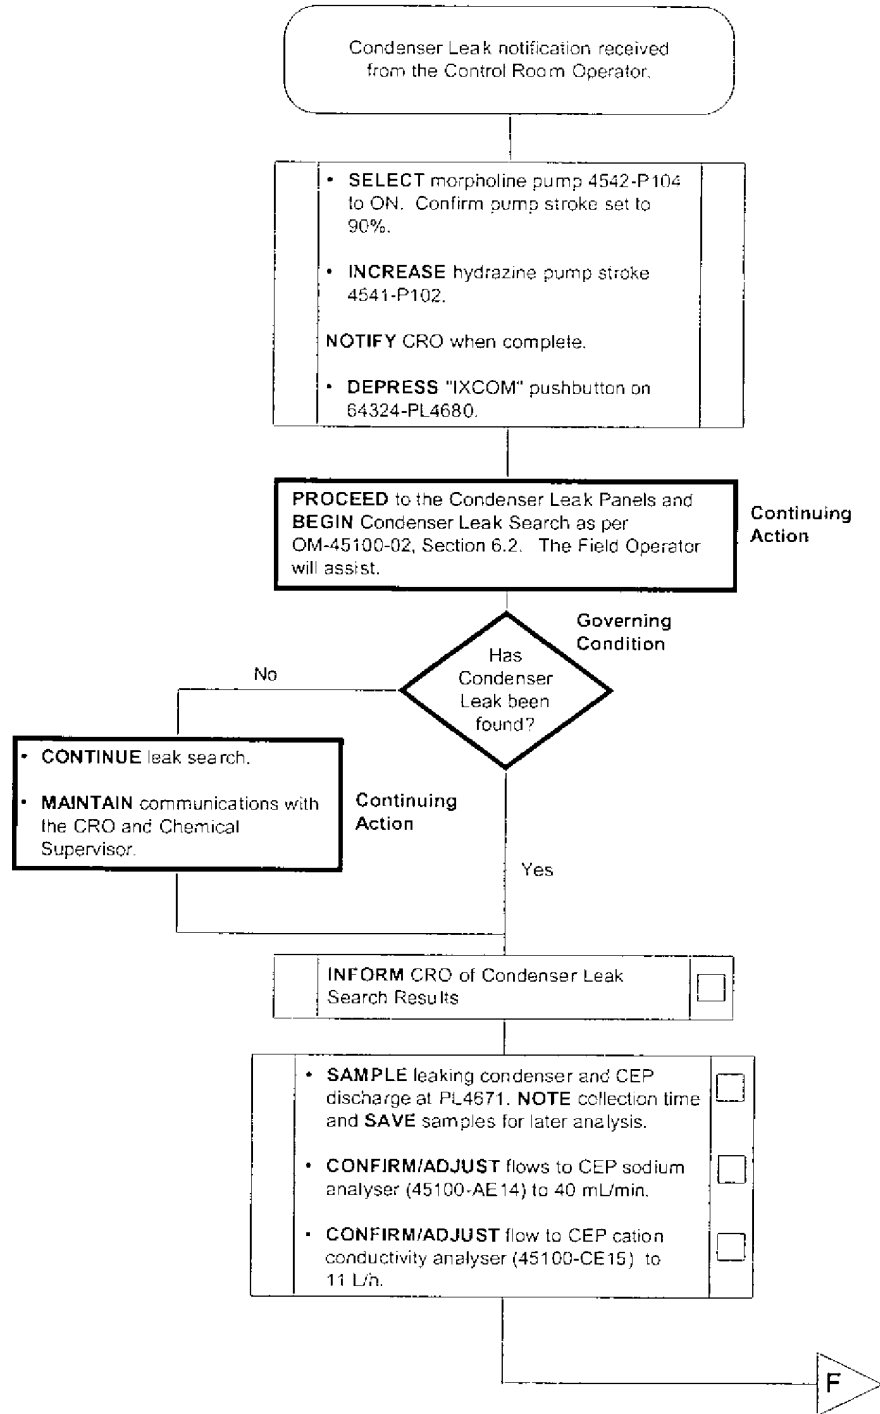 Condenser Leak notification received
from the Control Room Operator.
• SELECT morpholine pump 4542-P104
to ON. Confirm pump stroke set to
90%.
• INCREASE hydrazine pump stroke
4541-P102.
NOTIFY CRO when complete.
• DEPRESS "IXCOM" pushbutton on
64324-PL4680.
PROCEED to the Condenser Leak Panels and
BEGIN Condenser Leak Search as per
OM-45100-02, Section 6.2. The Field Operator
will assist.
Continuing
Action
Governing
Condition
Has
Condenser
Leak been
found?
No
• CONTINUE leak search.
• MAINTAIN communications with
the CRO and Chemical
Supervisor.
Continuing
Action
Yes
INFORM CRO of Condenser Leak
Search Results
• SAMPLE leaking condenser and CEP
discharge at PL4671. NOTE collection time
and SAVE samples for later analysis.
• CONFIRM/ADJUST flows to CEP sodium
analyser (45100-AE14) to 40 mL/min.
• CONFIRM/ADJUST flow to CEP cation
conductivity analyser (45100-CE15) to
11 L/h.
F